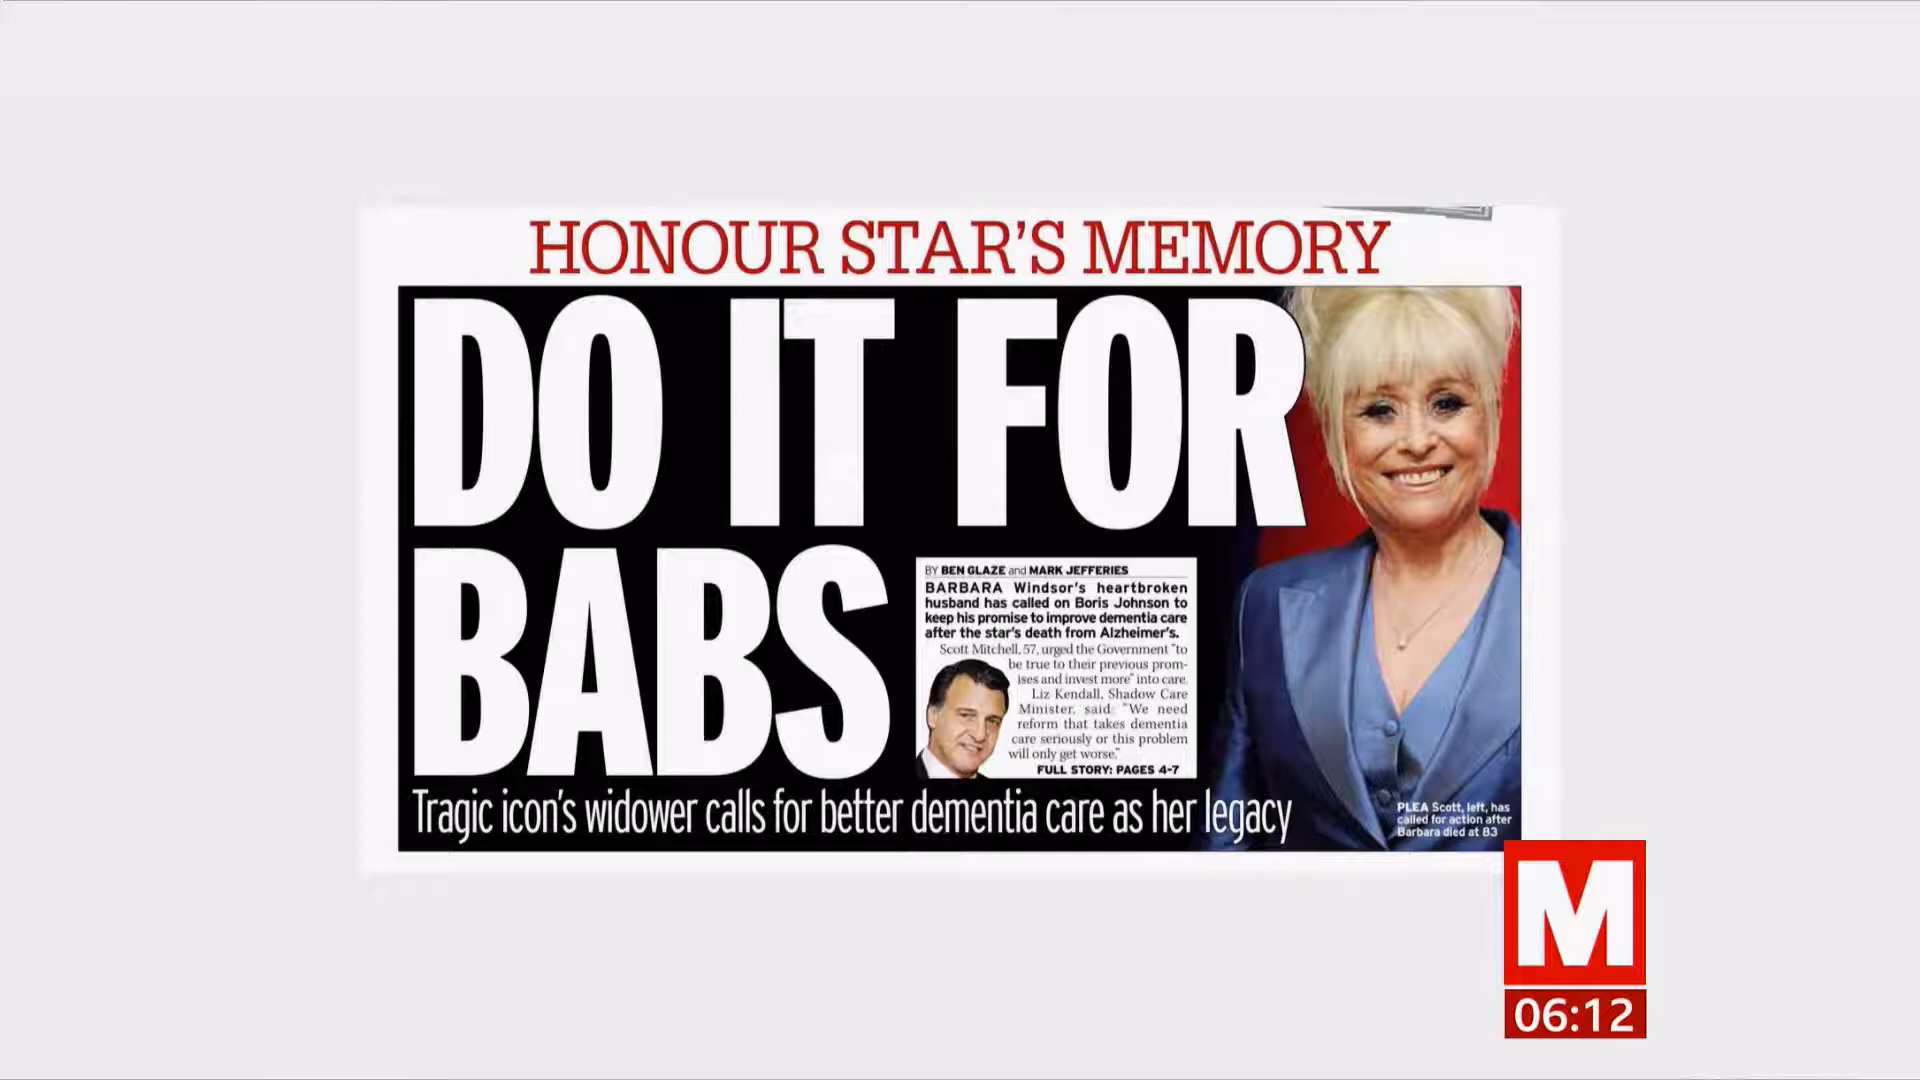 HONOUR STAR'S MEMORY
DO IT FOR
BABS
BY BEN GLAZE and MARK JEFFERIES
BARBARA Windsor's heartbroken
husband has called on Boris Johnson to
keep his promise to improve dementia care
after the star's death from Alzheimer's.
Scott Mitchell, 57, urged the Government "to
be true to their previous prom-
ises and invest more" into care.
Liz Kendall, Shadow Care
Minister, said: "We need
reform that takes dementia
care seriously or this problem
will only get worse."
FULL STORY: PAGES 4-7
Tragic icon's widower calls for better dementia care as her legacy
PLEA Scott, left, has
called for action after
Barbara died at 83
M
06:12